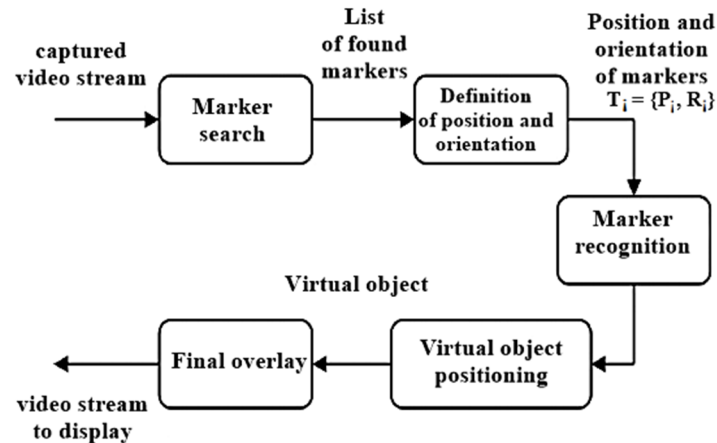 captured
video stream
Marker
search
List
of found
markers
Definition
of position and
orientation
Position and
orientation
of markers
Tᵢ = {Pᵢ, Rᵢ}
Marker
recognition
Virtual object
positioning
Virtual object
Final overlay
video stream
to display